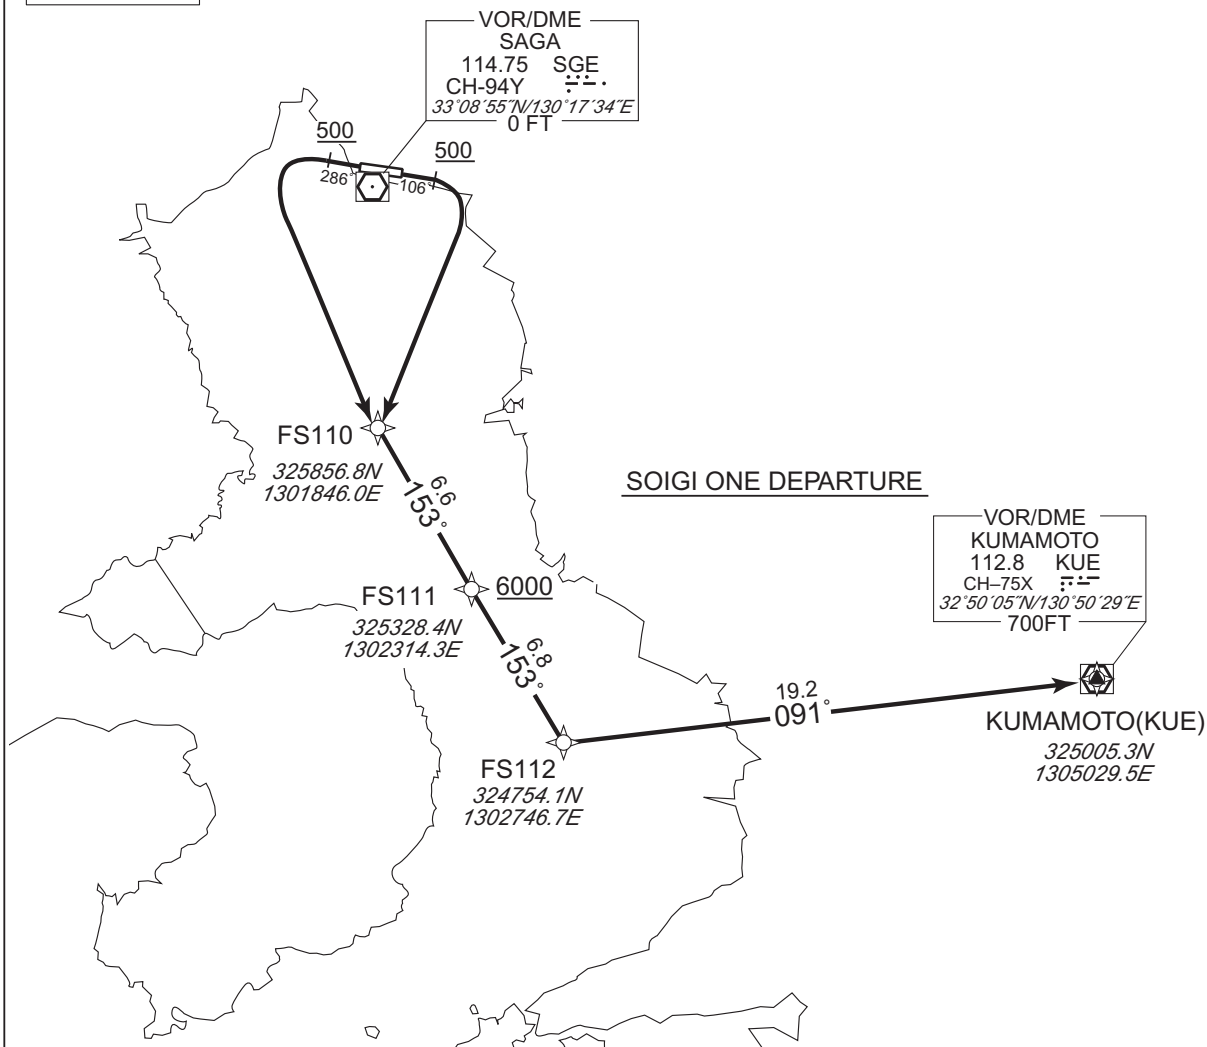 VOR/DME
SAGA
114.75 SGE
CH-94Y
33°08´55˝N/130°17´34˝E
0 FT
500
500
286°
106°
FS110
325856.8N
1301846.0E
6.6
153°
SOIGI ONE DEPARTURE
VOR/DME
KUMAMOTO
112.8 KUE
CH–75X
32°50´05˝N/130°50´29˝E
700FT
FS111
6000
325328.4N
1302314.3E
6.8
153°
19.2
091°
KUMAMOTO(KUE)
325005.3N
1305029.5E
FS112
324754.1N
1302746.7E